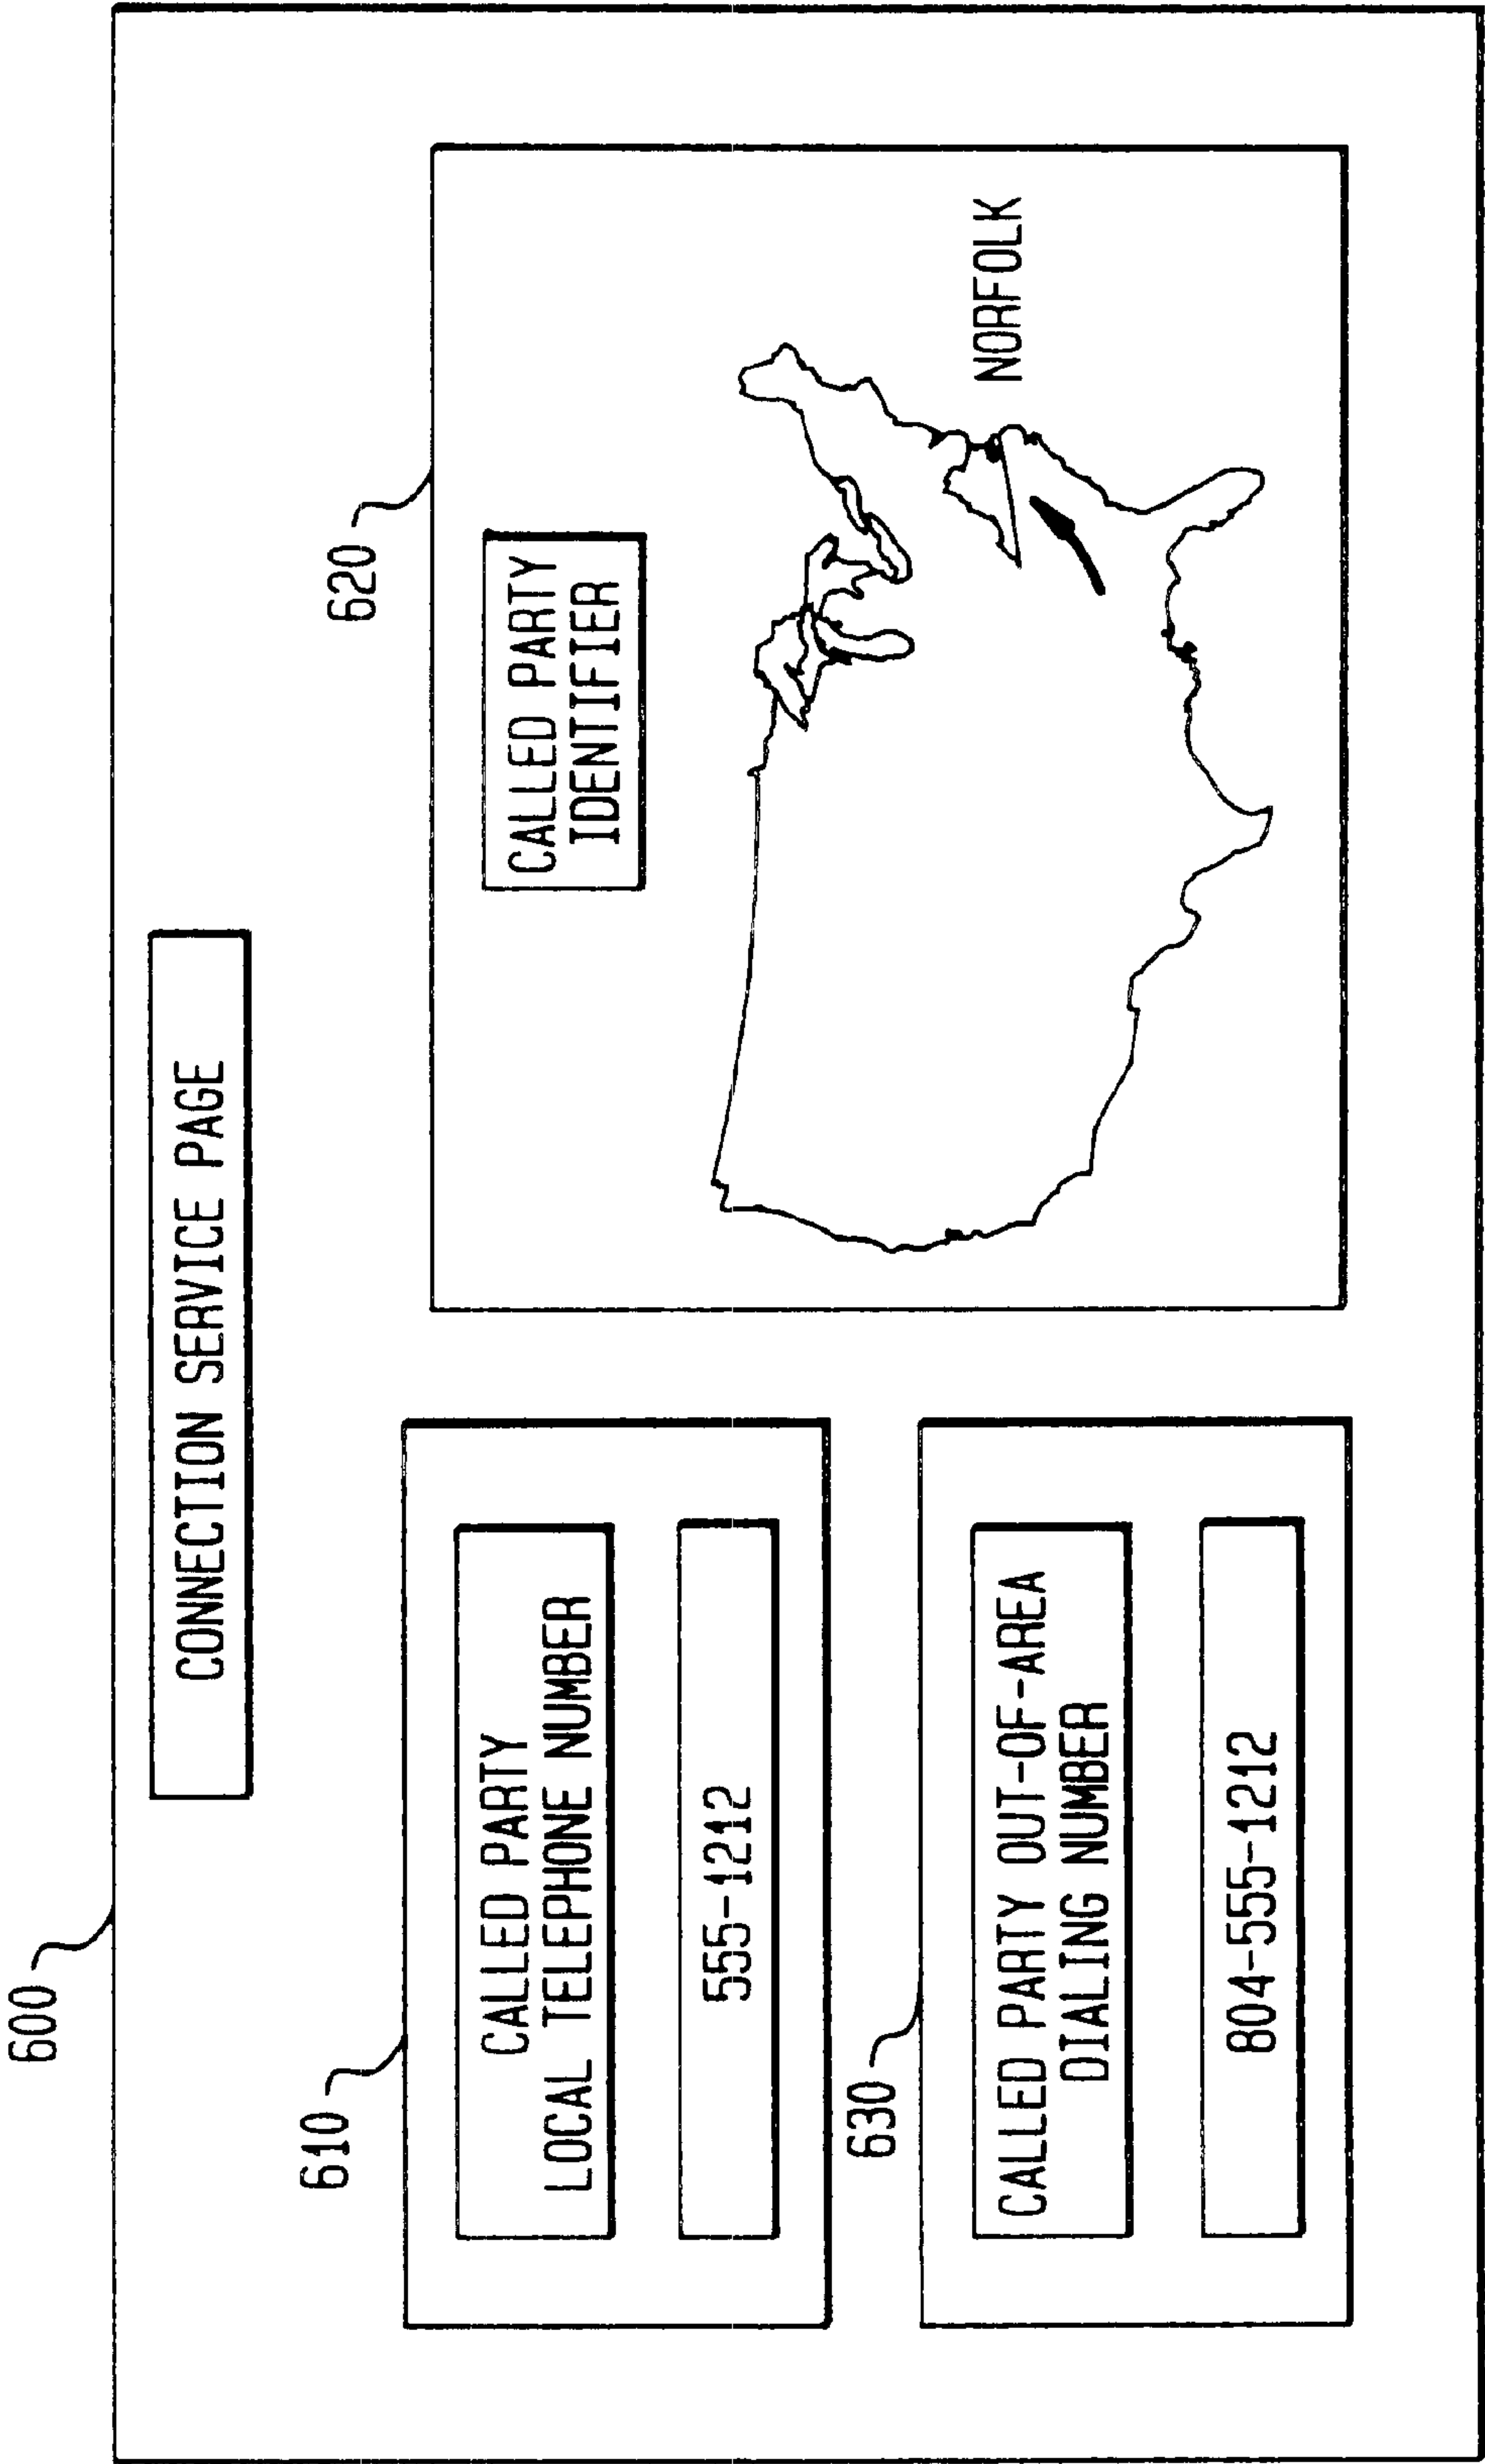 600
CONNECTION SERVICE PAGE
610
CALLED PARTY
LOCAL TELEPHONE NUMBER
555-1212
620
CALLED PARTY
IDENTIFIER
NORFOLK
630
CALLED PARTY OUT-OF-AREA
DIALING NUMBER
804-555-1212